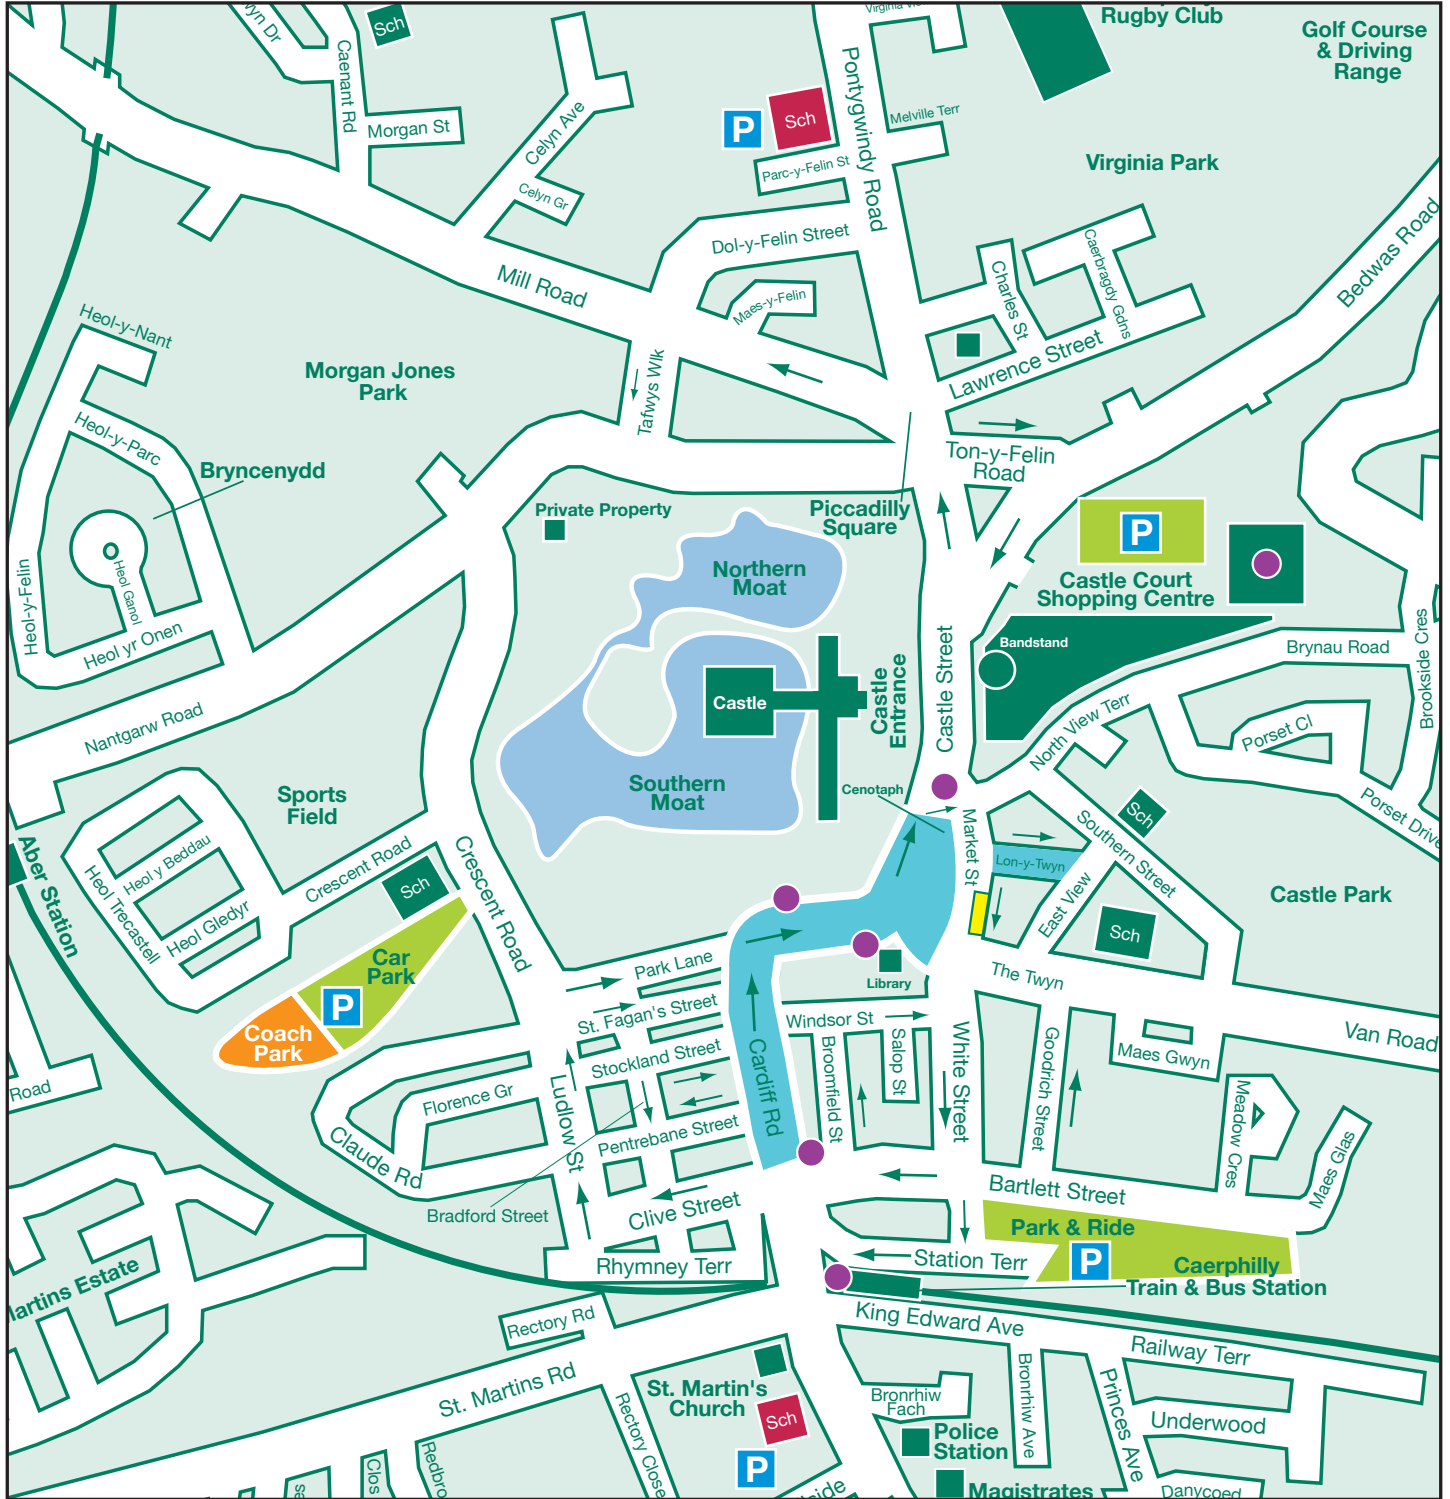 Rugby Club
Golf Course
& Driving
Range
Sch
Caenant Rd
Morgan St
Celyn Ave
Celyn Gr
P
Sch
Parc-y-Felin St
Pontygwindy Road
Melville Terr
Virginia Park
Dol-y-Felin Street
Mill Road
Maes-y-Felin
Charles St
Caerbragdy Gdns
Lawrence Street
Bedwas Road
Heol-y-Nant
Morgan Jones
Park
Tafwys Wlk
Heol-y-Parc
Bryncenydd
Ton-y-Felin
Road
Private Property
Piccadilly
Square
P
Northern
Moat
Castle Court
Shopping Centre
Heol-y-Felin
Heol Ganol
Heol yr Onen
Bandstand
Brynau Road
Brookside Cres
Castle
Castle
Entrance
Castle Street
North View Terr
Nantgarw Road
Porset Cl
Porset Drive
Southern
Moat
Sports
Field
Cenotaph
Market St
Sch
Southern Street
Aber Station
Heol y Beddau
Heol Trecastell
Heol Gledyr
Crescent Road
Sch
Crescent Road
Lon-y-Twyn
East View
Castle Park
Sch
Car
Park
P
Coach
Park
Park Lane
Library
The Twyn
St. Fagan's Street
Windsor St
Van Road
Stockland Street
Cardiff Rd
Broomfield St
Salop St
White Street
Goodrich Street
Maes Gwyn
Road
Florence Gr
Ludlow St
Meadow Cres
Pentrebane Street
Claude Rd
Maes Glas
Bartlett Street
Bradford Street
Clive Street
Park & Ride
P
Station Terr
Caerphilly
Train & Bus Station
Rhymney Terr
Rectory Rd
King Edward Ave
Railway Terr
St. Martins Rd
St. Martin's
Church
Sch
P
Bronrhiw
Fach
Bronrhiw Ave
Princes Ave
Underwood
Rectory Close
Police
Station
Magistrates
Danycoed
Clos